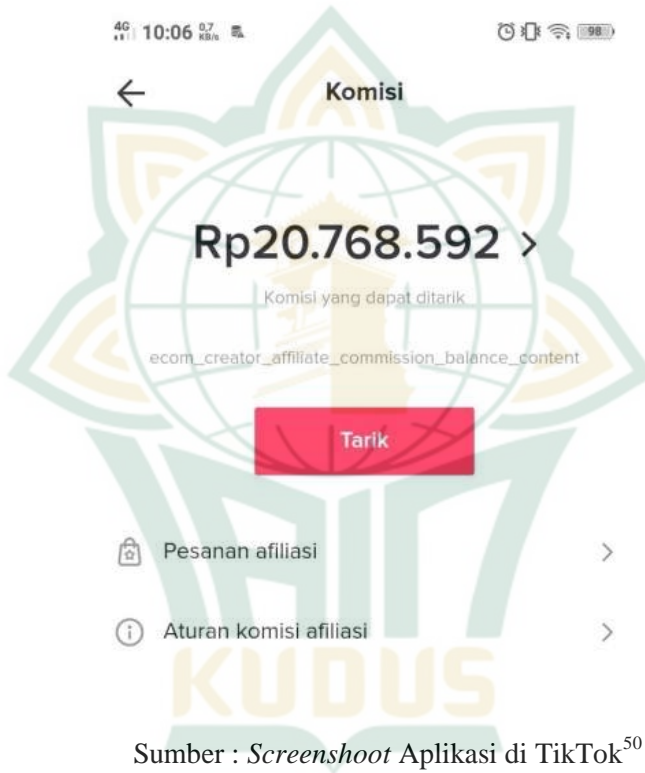 4G 10:06 0,7 KB/s 98
Komisi
Rp20.768.592 >
Komisi yang dapat ditarik
ecom_creator_affiliate_commission_balance_content
Tarik
Pesanan afiliasi
Aturan komisi afiliasi
KUDUS
Sumber : Screenshoot Aplikasi di TikTok50